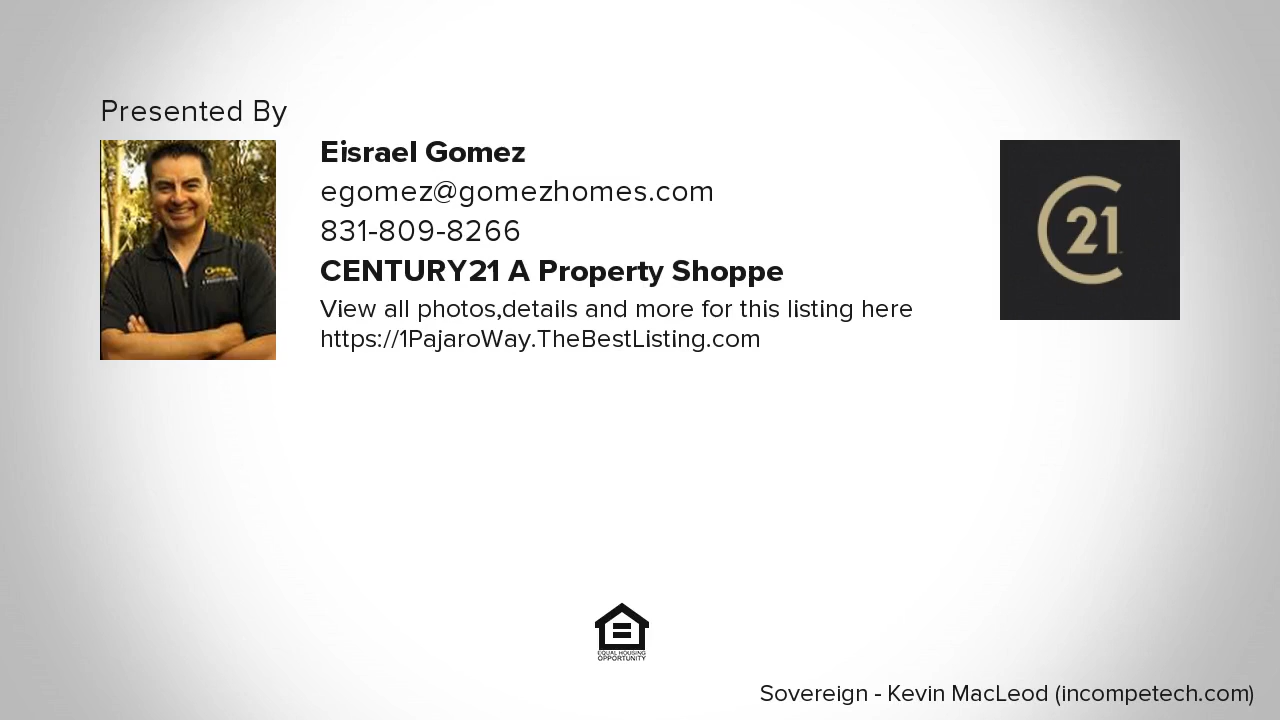 Presented By
Eisrael Gomez
egomez@gomezhomes.com
831-809-8266
CENTURY21 A Property Shoppe
View all photos,details and more for this listing here
https://1PajaroWay.TheBestListing.com
C21
EQUAL HOUSING
OPPORTUNITY
Sovereign - Kevin MacLeod (incompetech.com)